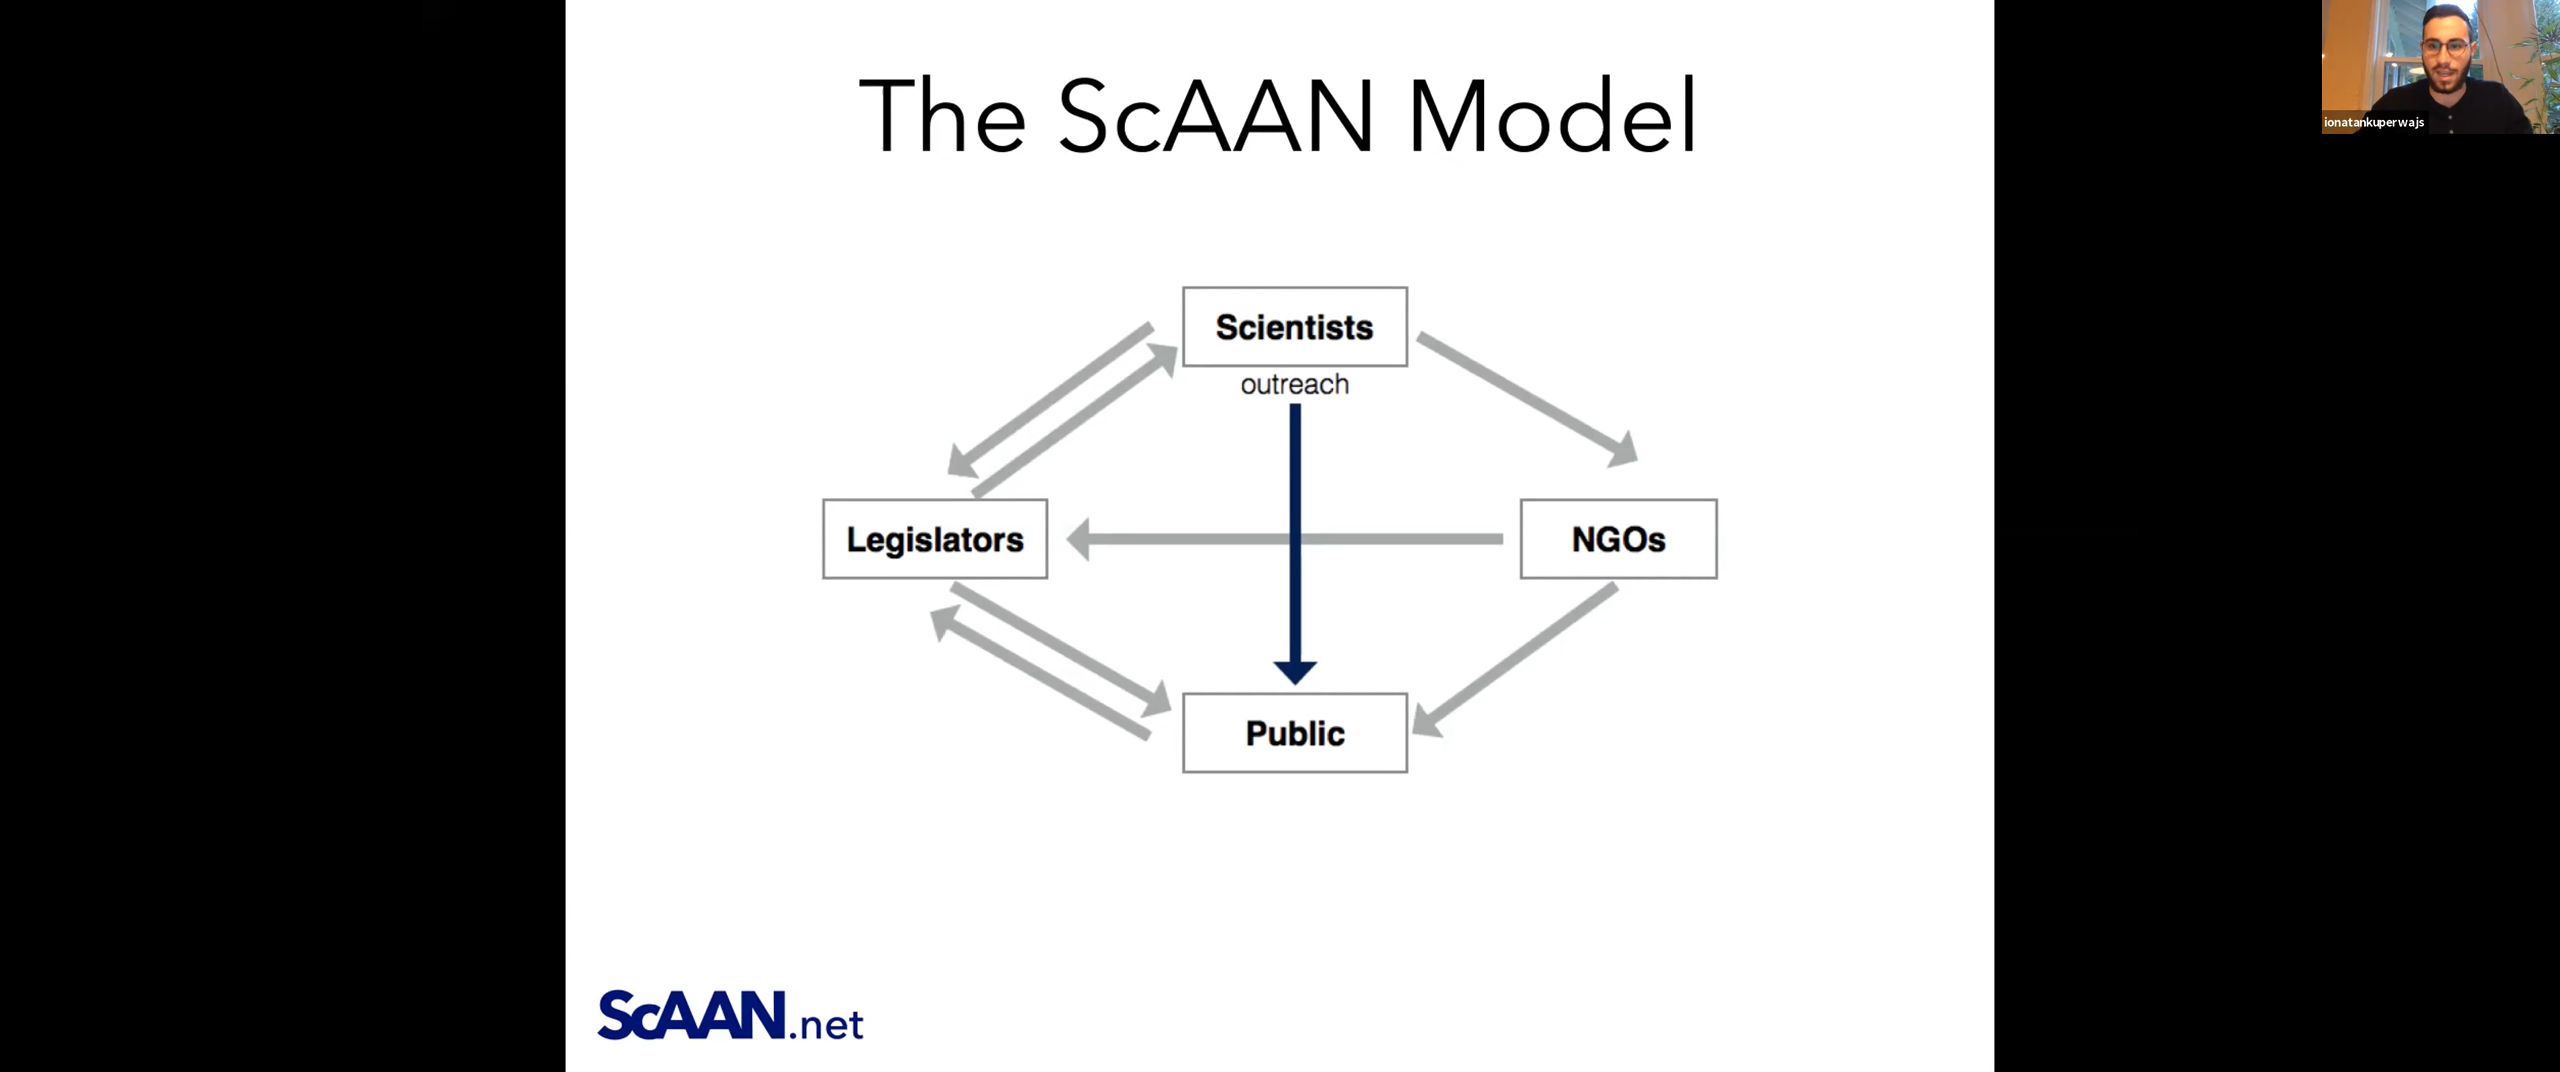 The ScAAN Model
ionatankuperwajs
Scientists
outreach
Legislators
NGOs
Public
ScAAN.net